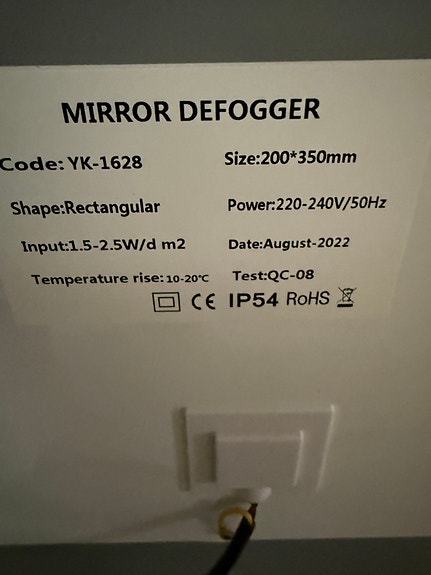 MIRROR DEFOGGER
Code: YK-1628 Size:200*350mm
Shape:Rectangular Power:220-240V/50Hz
Input:1.5-2.5W/d m2 Date:August-2022
Temperature rise:10-20℃ Test:QC-08
CE IP54 RoHS